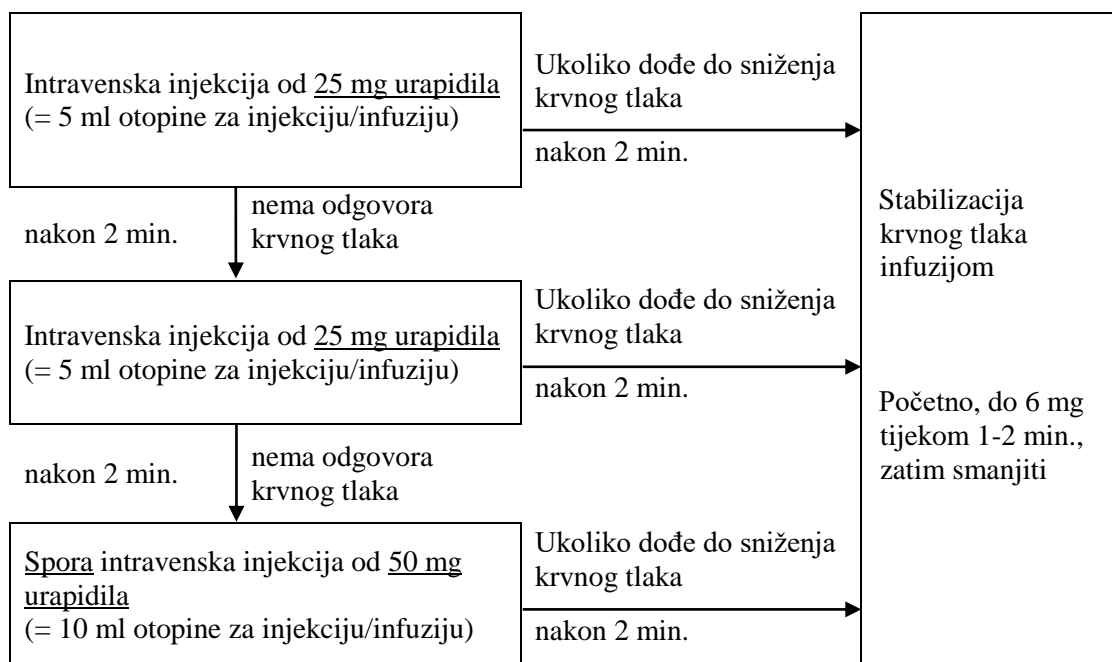 Intravenska injekcija od 25 mg urapidila
(= 5 ml otopine za injekciju/infuziju)
Ukoliko dođe do sniženja
krvnog tlaka
nakon 2 min.
nakon 2 min.
nema odgovora
krvnog tlaka
Intravenska injekcija od 25 mg urapidila
(= 5 ml otopine za injekciju/infuziju)
Ukoliko dođe do sniženja
krvnog tlaka
nakon 2 min.
nakon 2 min.
nema odgovora
krvnog tlaka
Spora intravenska injekcija od 50 mg
urapidila
(= 10 ml otopine za injekciju/infuziju)
Ukoliko dođe do sniženja
krvnog tlaka
nakon 2 min.
Stabilizacija
krvnog tlaka
infuzijom
Početno, do 6 mg
tijekom 1-2 min.,
zatim smanjiti